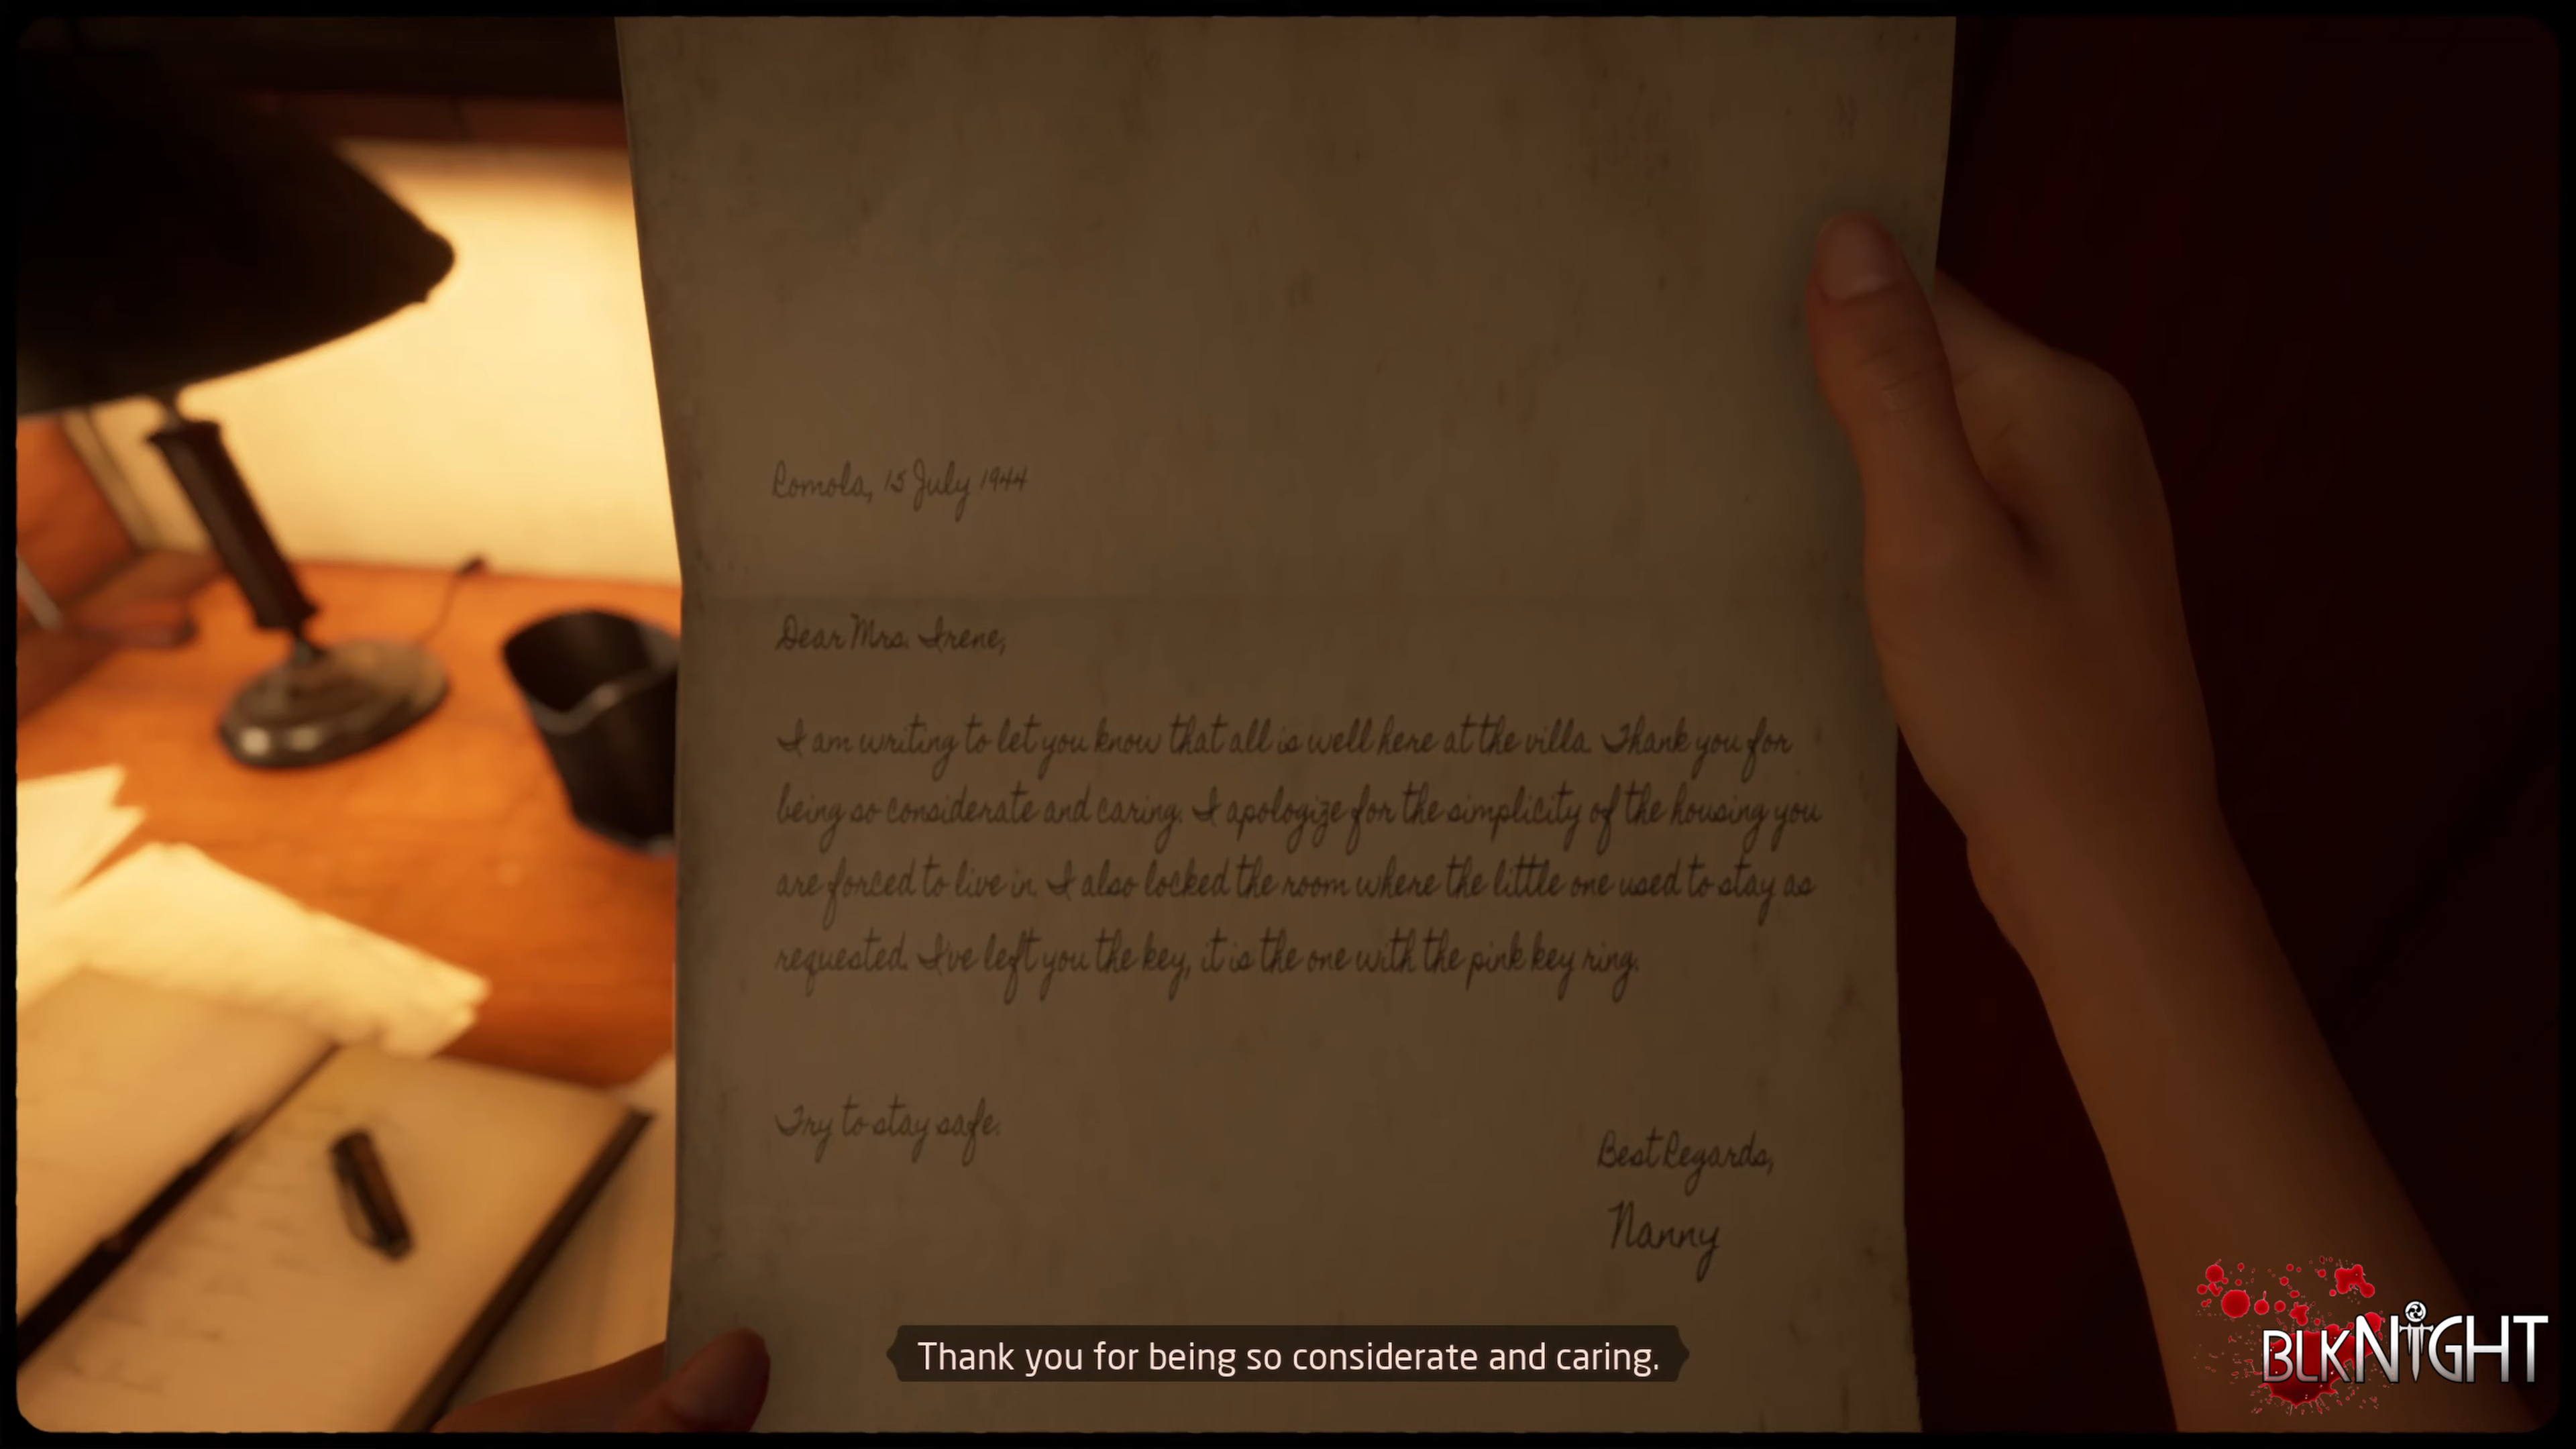 Romola, 15 July 1944
Dear Mrs. Irene,
I am writing to let you know that all is well here at the villa. Thank you for
being so considerate and caring. I apologize for the simplicity of the housing you
are forced to live in. I also locked the room where the little one used to stay as
requested. I've left you the key, it is the one with the pink key ring.
Try to stay safe.
Best Regards,
Nanny
Thank you for being so considerate and caring.
BLKNIGHT